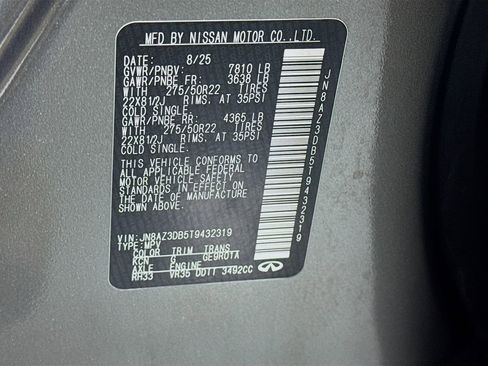 MFD BY NISSAN MOTOR CO.,LTD.
DATE: 8/25
GVWR/PNBV: 7810 LB
GAWR/PNBE FR: 3638 LB
WITH 275/50R22 TIRES
22X81/2J RIMS. AT 35PSI
COLD SINGLE.
GAWR/PNBE RR: 4365 LB
WITH 275/50R22 TIRES
22X81/2J RIMS. AT 35PSI
COLD SINGLE.
THIS VEHICLE CONFORMS TO
ALL APPLICABLE FEDERAL
MOTOR VEHICLE SAFETY
STANDARDS IN EFFECT ON
THE DATE OF MANUFACTURE
SHOWN ABOVE.
VIN: JN8AZ3DB5T9432319
TYPE: MPV
COLOR TRIM TRANS
KCN G GE9R01A
AXLE ENGINE
RH33 VR35 DDTT 3492CC
INFINITI
JN8AZ3DB5T9432319